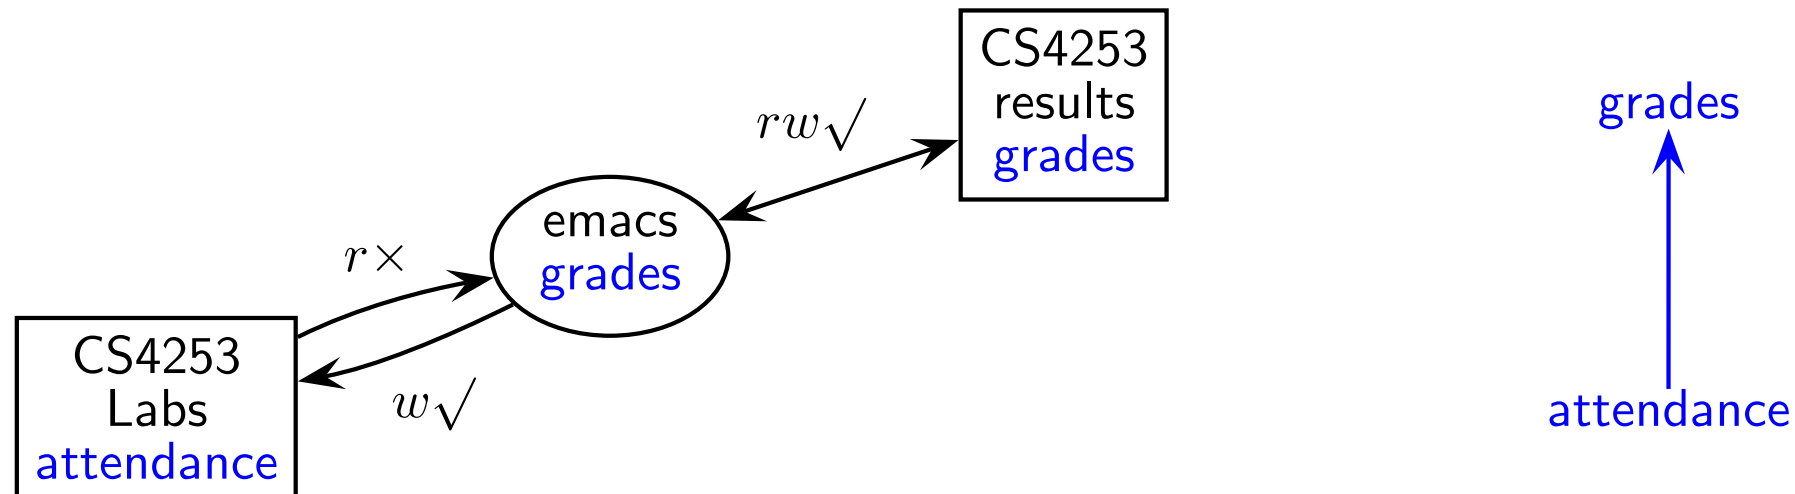 CS4253
results
grades
rw√
grades
emacs
grades
r×
CS4253
Labs
attendance
w√
attendance